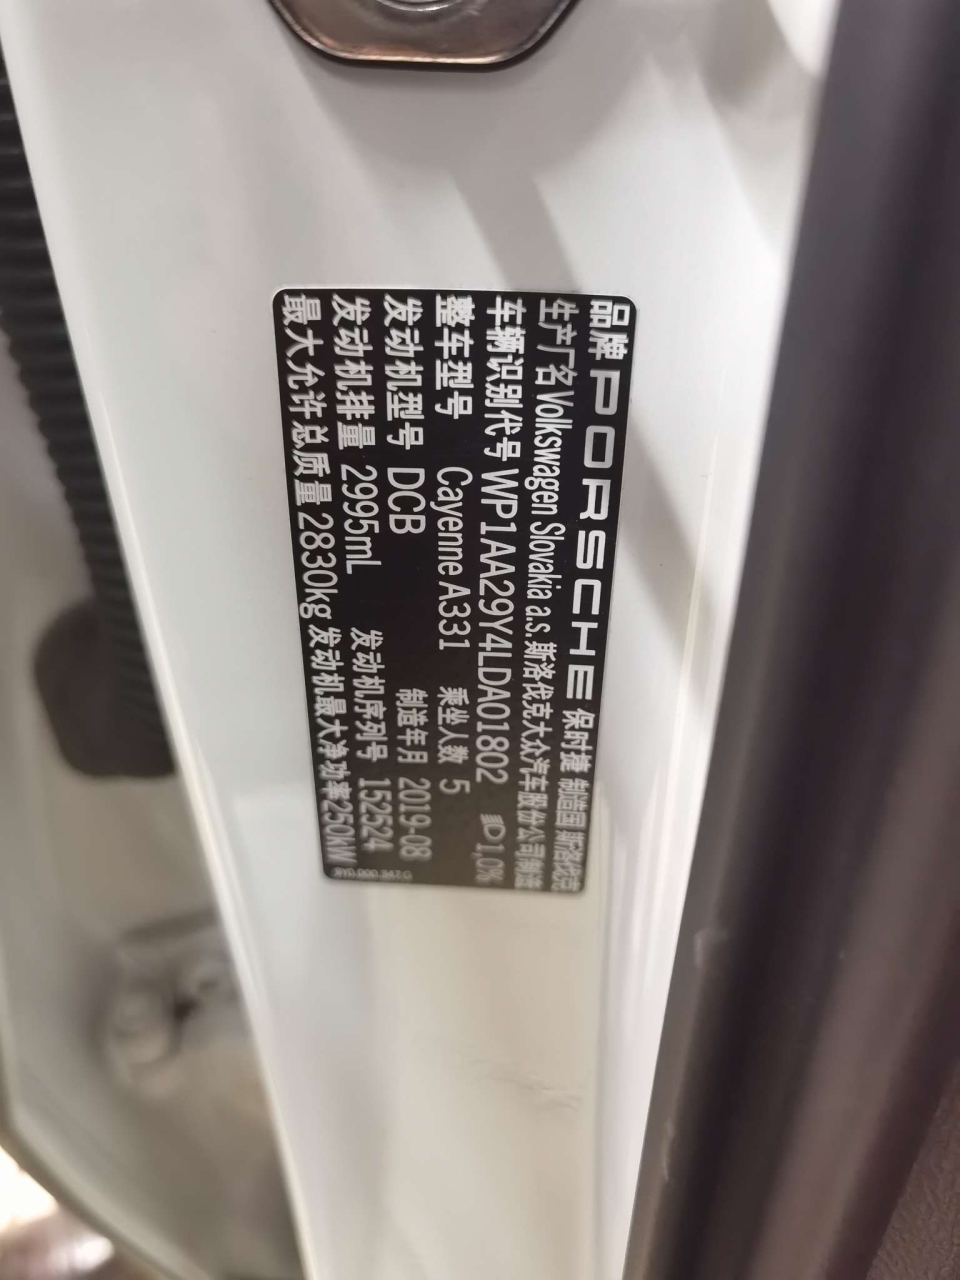 品牌 PORSCHE 保时捷 制造国 斯洛伐克
生产厂名 Volkswagen Slovakia a.s. 斯洛伐克大众汽车股份公司制造
车辆识别代号 WP1AA29Y4LDA01802 1,0%
整车型号 Cayenne A331 乘坐人数 5
发动机型号 DCB 制造年月 2019-08
发动机排量 2995mL 发动机序列号 152524
最大允许总质量 2830kg 发动机最大净功率250kW